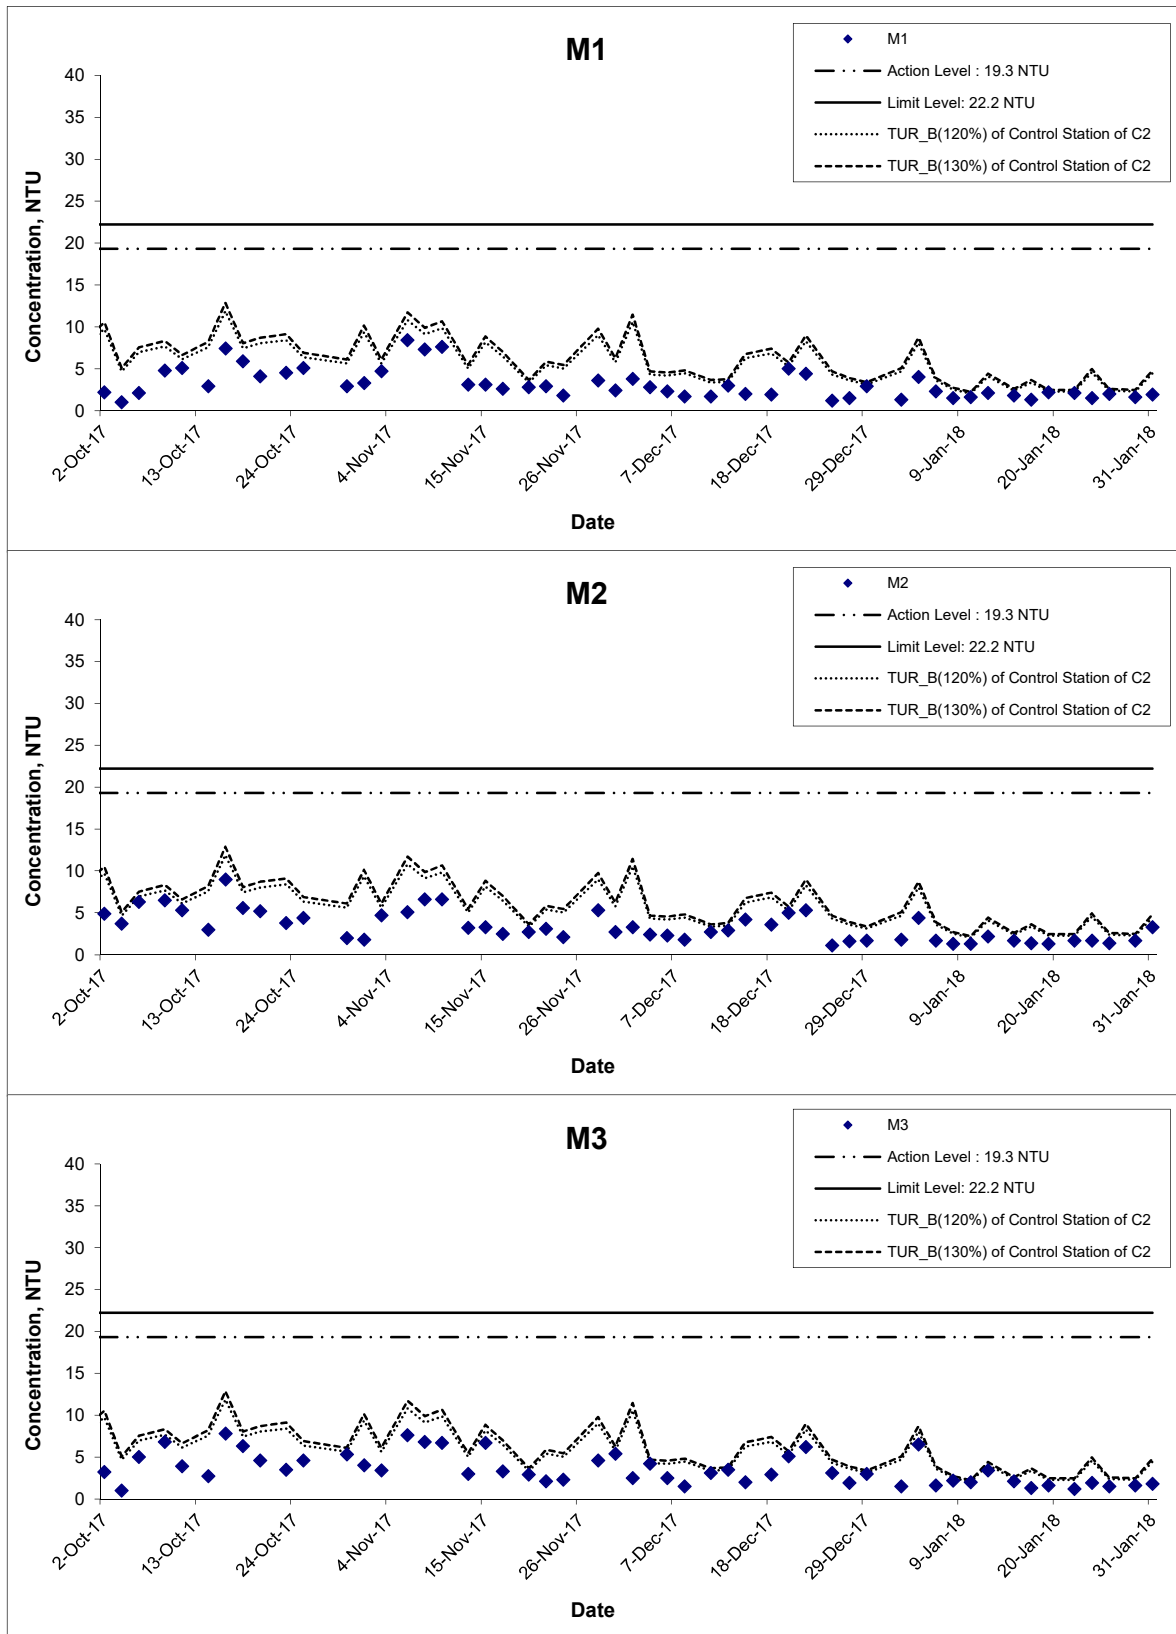 M1
M1
Action Level : 19.3 NTU
Limit Level: 22.2 NTU
TUR_B(120%) of Control Station of C2
TUR_B(130%) of Control Station of C2
Concentration, NTU
40
35
30
25
20
15
10
5
0
2-Oct-17
13-Oct-17
24-Oct-17
4-Nov-17
15-Nov-17
26-Nov-17
7-Dec-17
18-Dec-17
29-Dec-17
9-Jan-18
20-Jan-18
31-Jan-18
Date
M2
M2
Action Level : 19.3 NTU
Limit Level: 22.2 NTU
TUR_B(120%) of Control Station of C2
TUR_B(130%) of Control Station of C2
Concentration, NTU
40
35
30
25
20
15
10
5
0
2-Oct-17
13-Oct-17
24-Oct-17
4-Nov-17
15-Nov-17
26-Nov-17
7-Dec-17
18-Dec-17
29-Dec-17
9-Jan-18
20-Jan-18
31-Jan-18
Date
M3
M3
Action Level : 19.3 NTU
Limit Level: 22.2 NTU
TUR_B(120%) of Control Station of C2
TUR_B(130%) of Control Station of C2
Concentration, NTU
40
35
30
25
20
15
10
5
0
2-Oct-17
13-Oct-17
24-Oct-17
4-Nov-17
15-Nov-17
26-Nov-17
7-Dec-17
18-Dec-17
29-Dec-17
9-Jan-18
20-Jan-18
31-Jan-18
Date